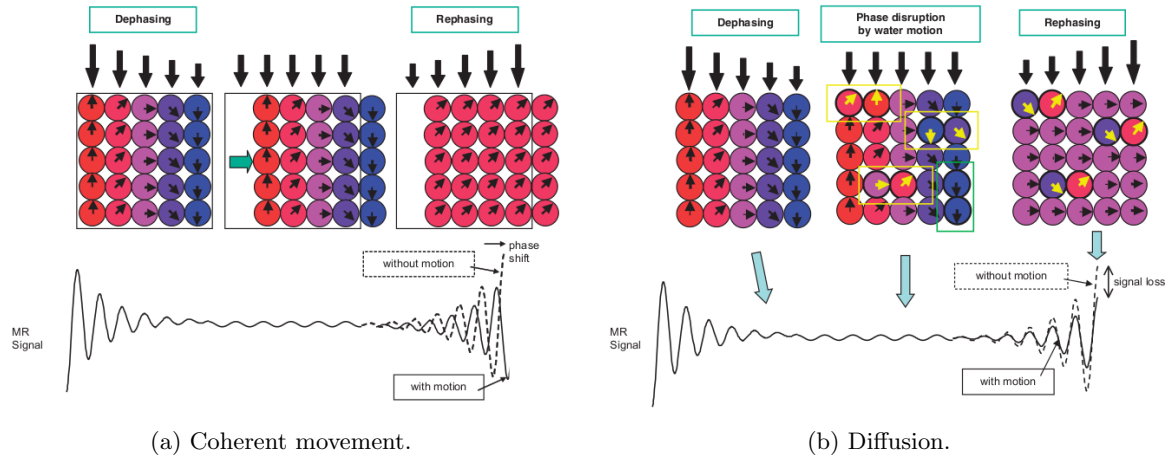 Dephasing
Rephasing
without motion
phase
shift
MR
Signal
with motion
(a) Coherent movement.
Dephasing
Phase disruption
by water motion
Rephasing
without motion
signal loss
MR
Signal
with motion
(b) Diffusion.